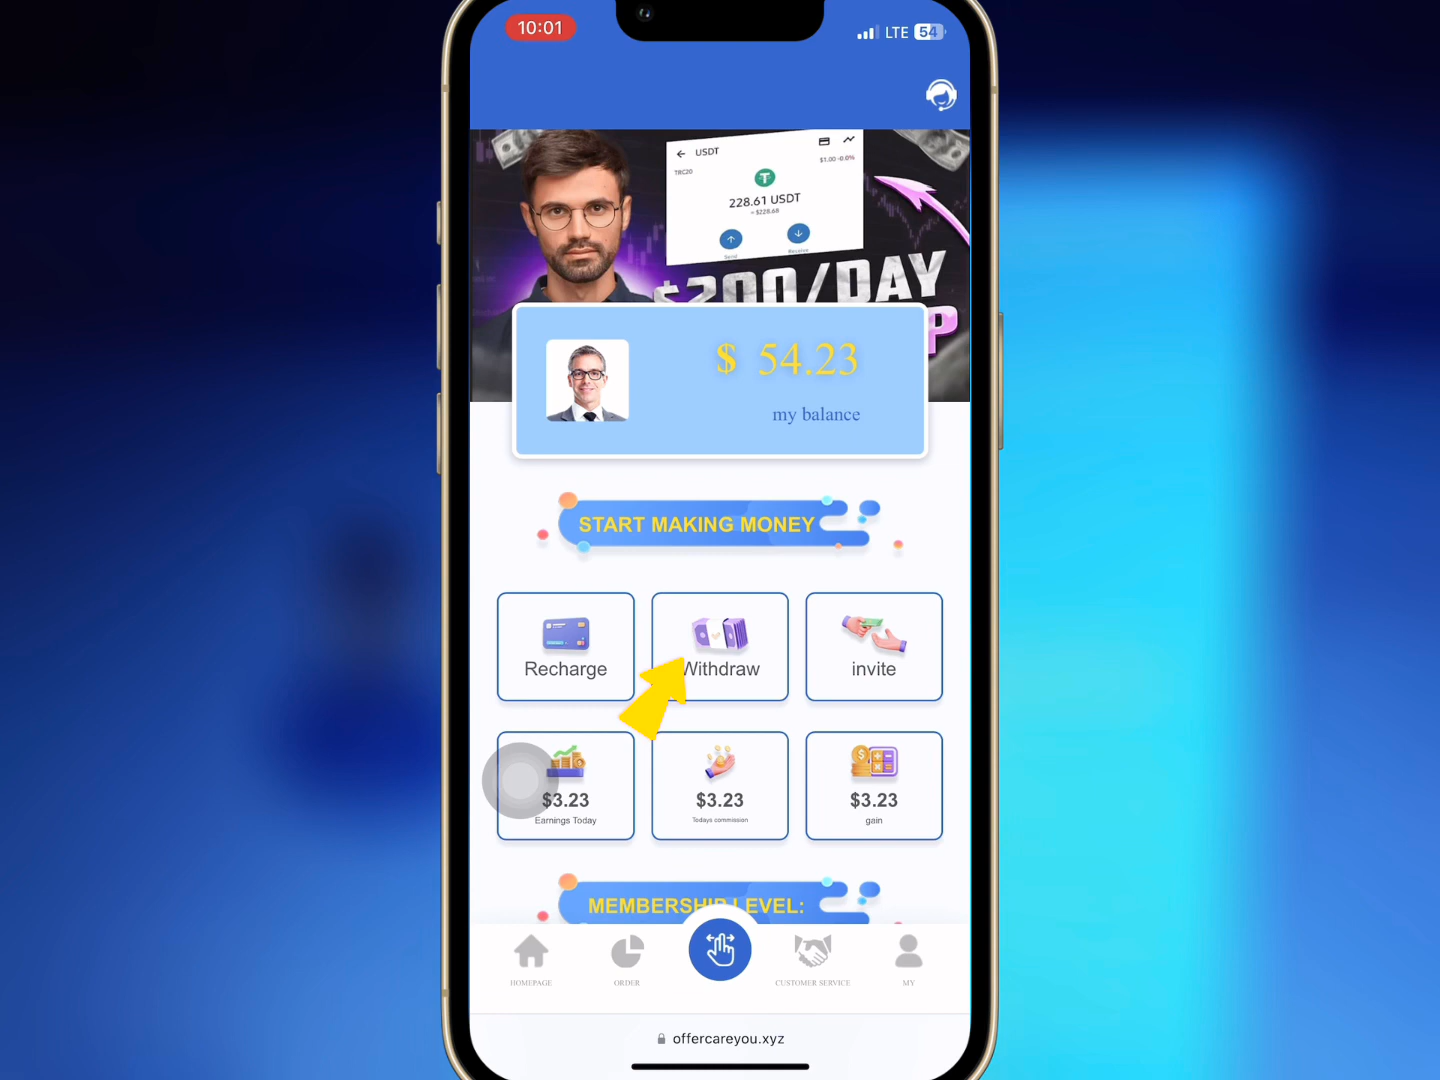 10:01
LTE 54
USDT
$1.00 -0.0%
TRC20
228.61 USDT
≈ $228.68
Send
Receive
$200/DAY
P
$ 54.23
my balance
START MAKING MONEY
Recharge
Withdraw
invite
$3.23
Earnings Today
$3.23
Todays commission
$3.23
gain
MEMBERSHIP LEVEL:
HOMEPAGE
ORDER
CUSTOMER SERVICE
MY
offercareyou.xyz